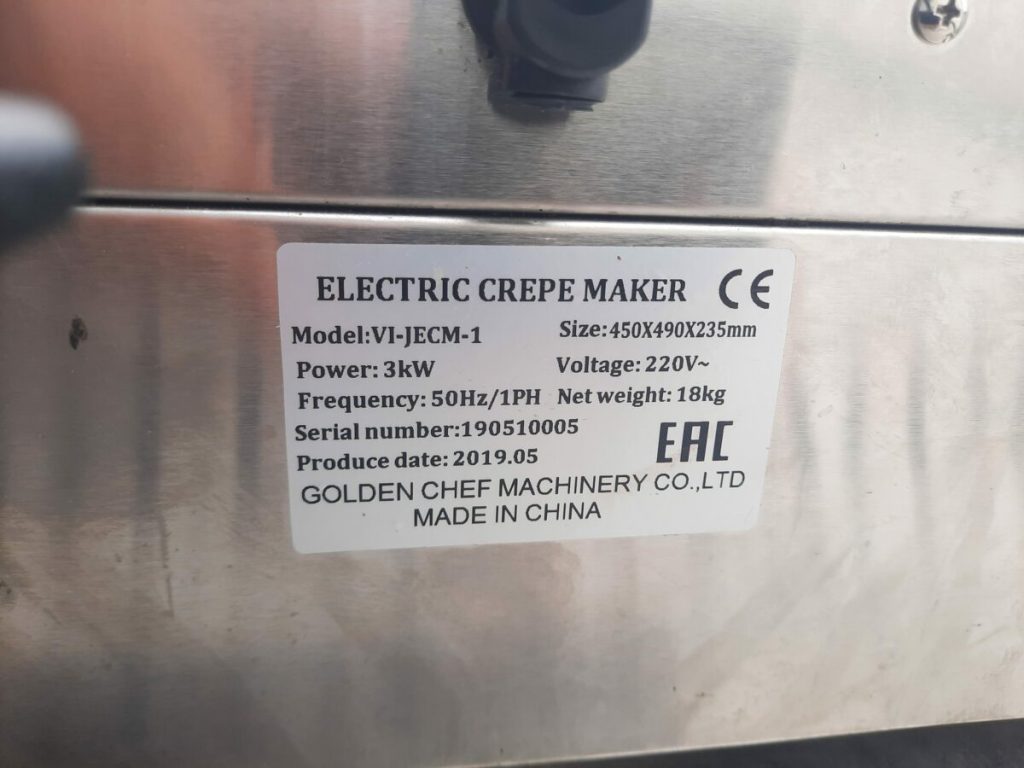 ELECTRIC CREPE MAKER CE
Model:VI-JECM-1 Size:450X490X235mm
Power: 3kW Voltage: 220V~
Frequency: 50Hz/1PH Net weight: 18kg
Serial number:190510005
Produce date: 2019.05 EAC
GOLDEN CHEF MACHINERY CO.,LTD
MADE IN CHINA